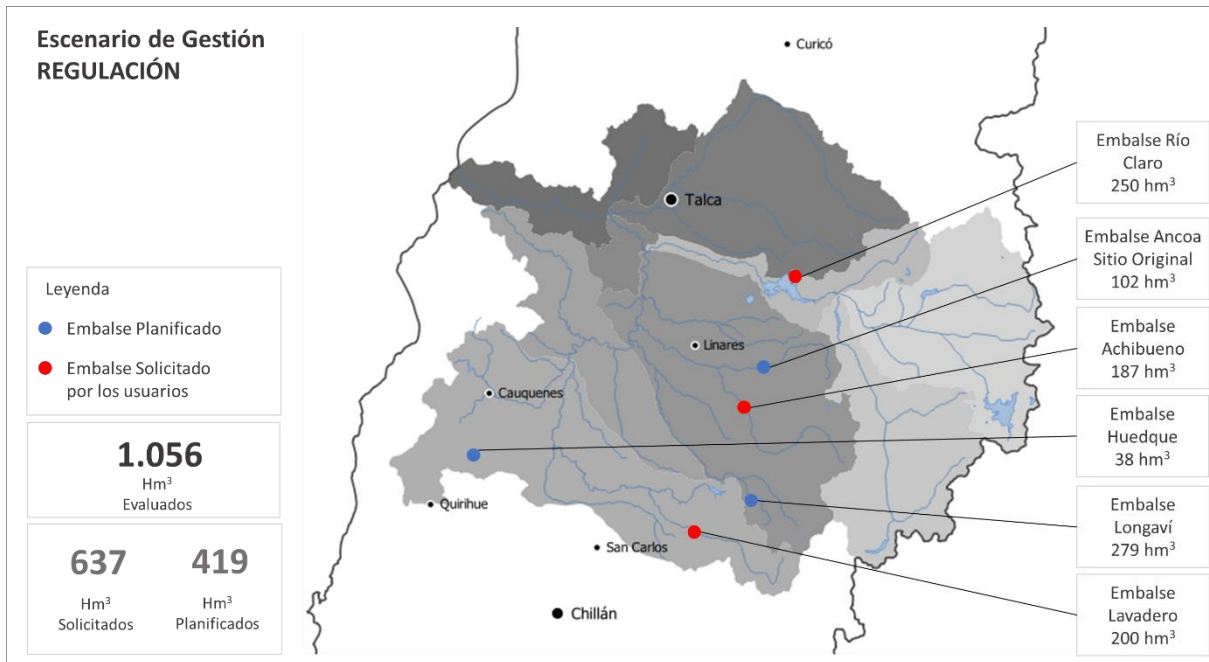 Escenario de Gestión
REGULACIÓN
Curicó
Talca
Linares
Cauquenes
Quirihue
San Carlos
Chillán
Embalse Río
Claro
250 hm³
Embalse Ancoa
Sitio Original
102 hm³
Embalse
Achibueno
187 hm³
Embalse
Huedque
38 hm³
Embalse
Longaví
279 hm³
Embalse
Lavadero
200 hm³
Leyenda
Embalse Planificado
Embalse Solicitado
por los usuarios
1.056
Hm³
Evaluados
637
Hm³
Solicitados
419
Hm³
Planificados